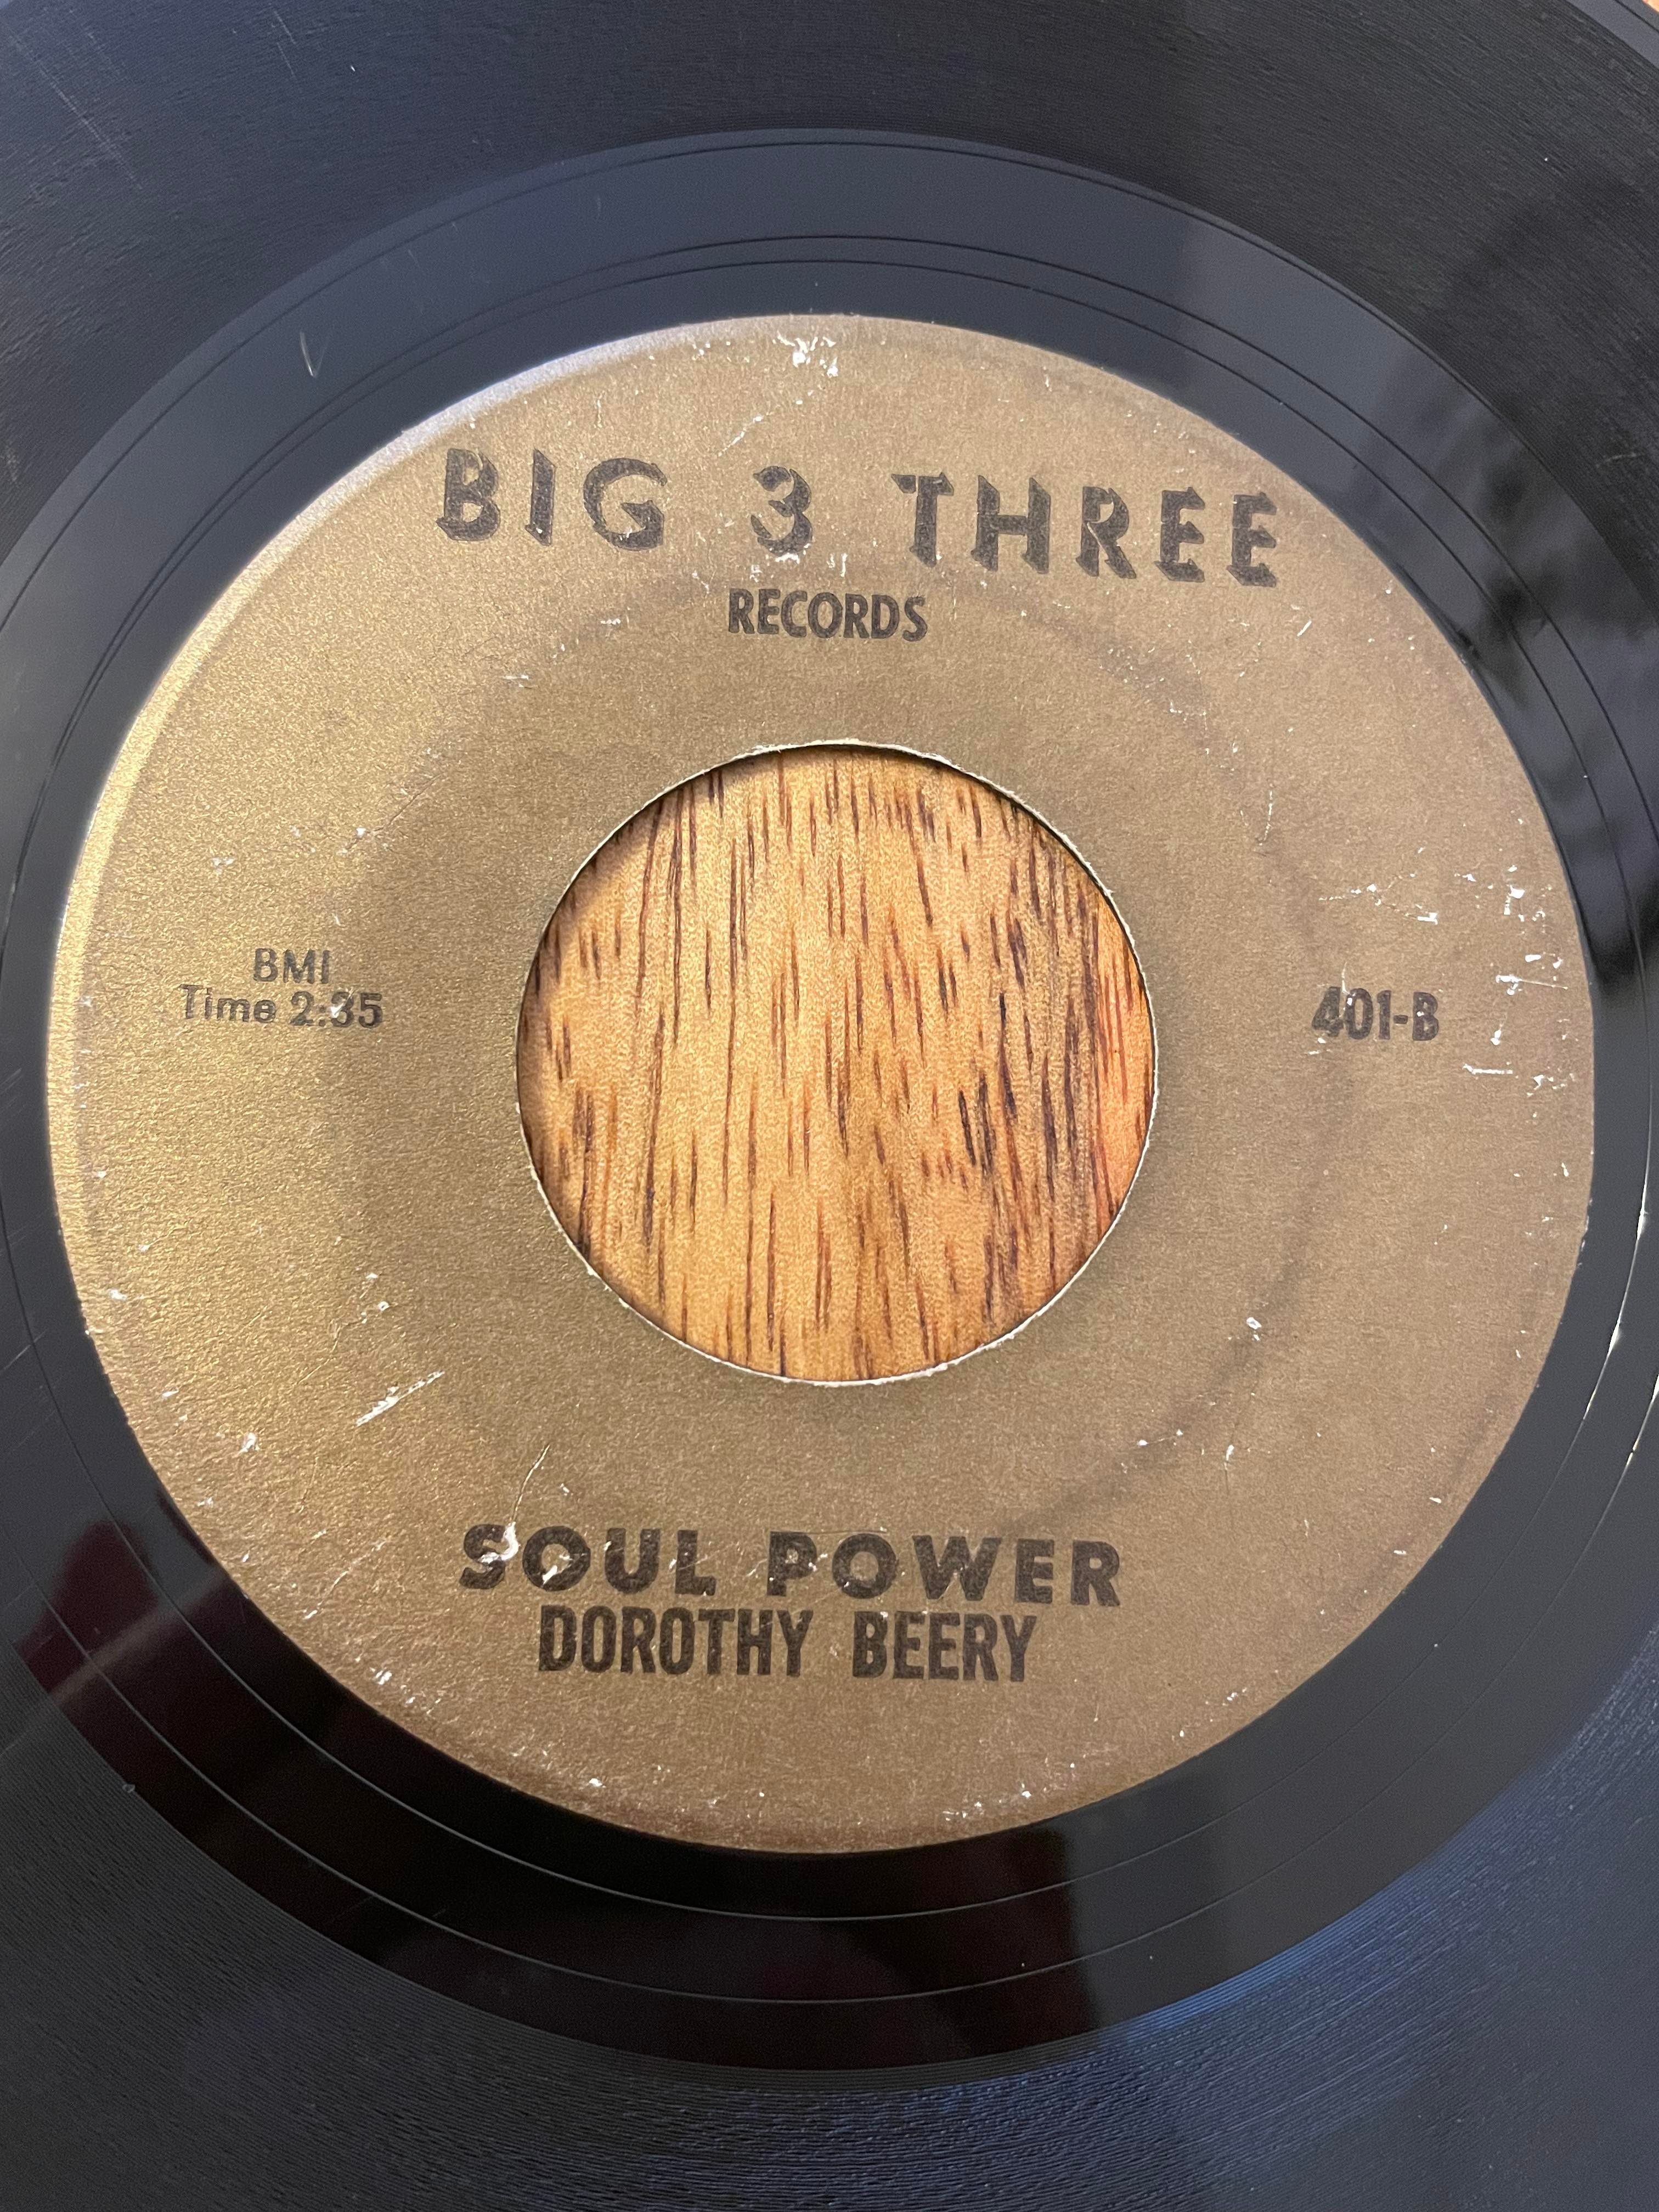 BIG 3 THREE
RECORDS
BMI
Time 2:35
401-B
SOUL POWER
DOROTHY BEERY